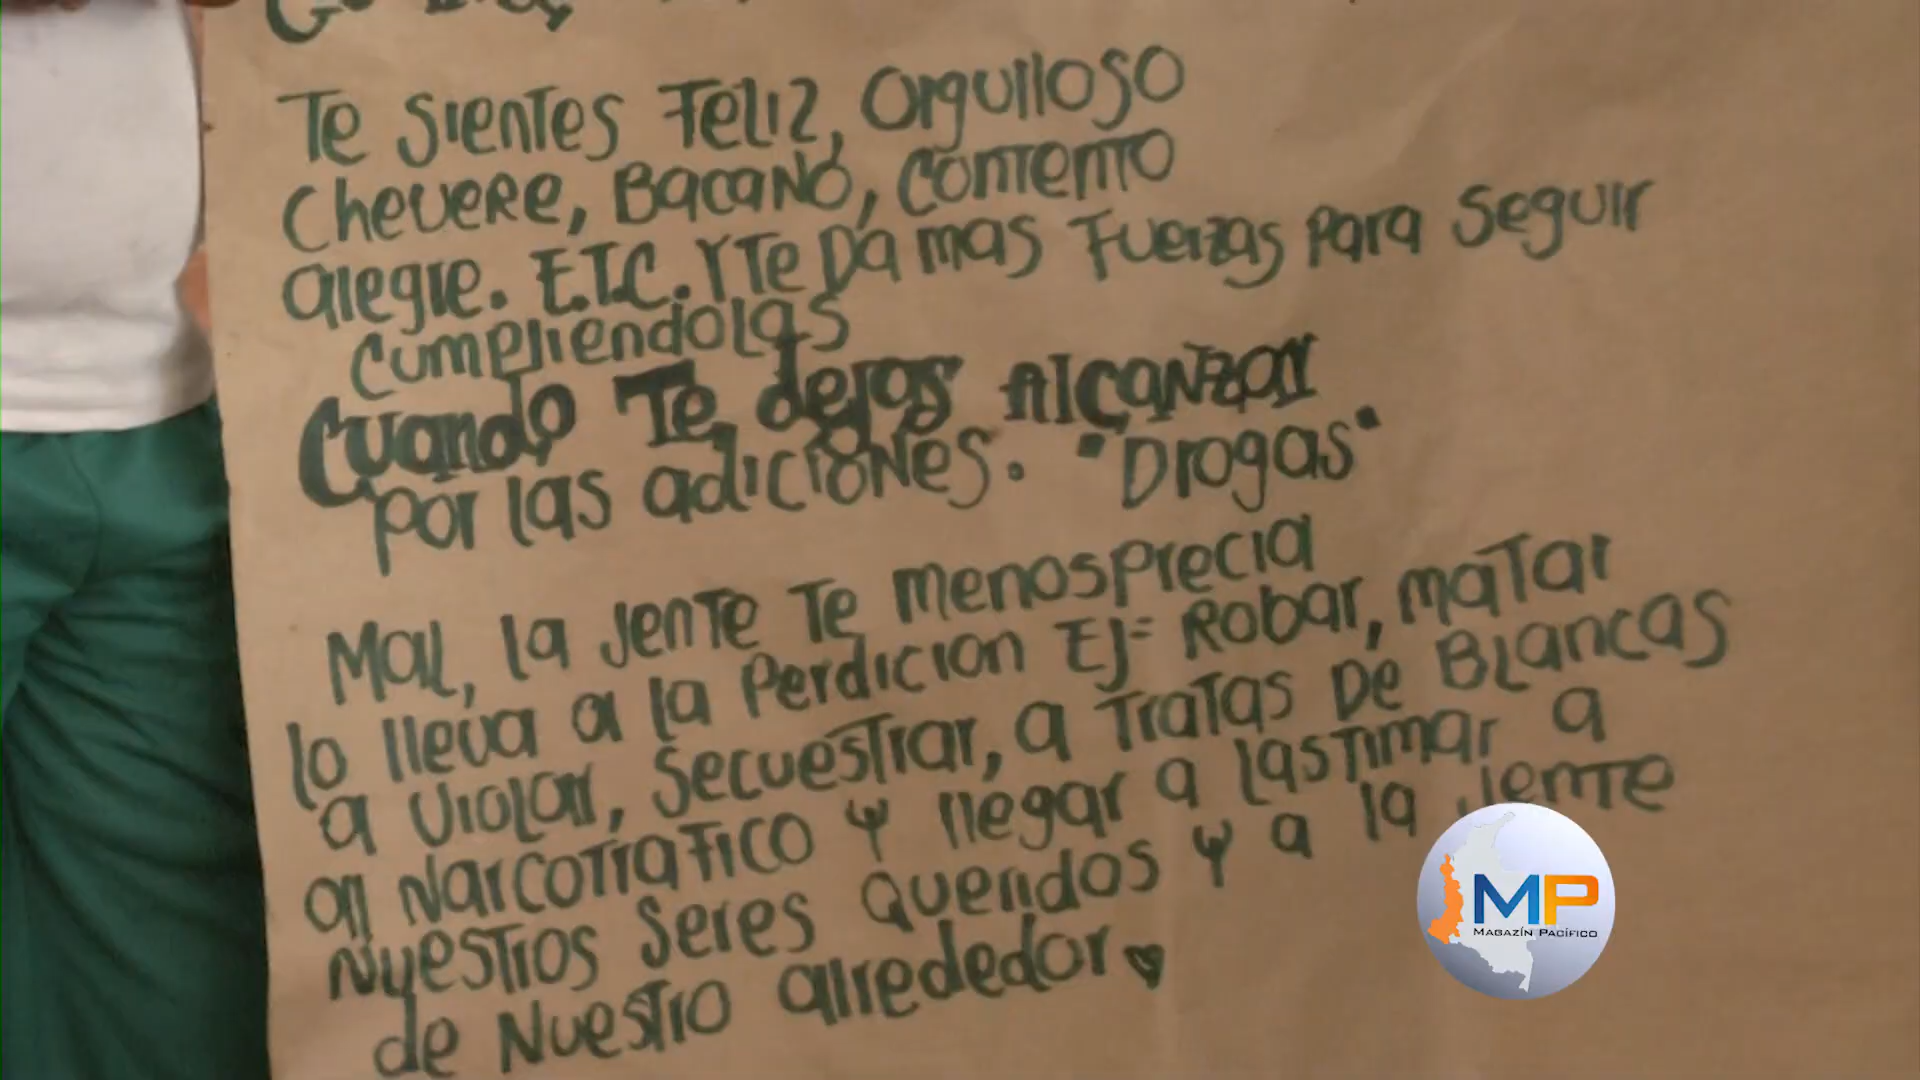 Te sientes Feliz, orgulloso
chevere, Bacano, contento
alegre. E.T.C. Y Te Da mas Fuerzas para seguir
cumpliendolas
Cuando Te dejas Alcanzar
por las adiciones. "Drogas"
Mal, la jente Te menosprecia
lo lleva a la Perdicion Ej= Robar, matar
a violar, secuestrar, a Tratas De Blancas
al Narcotrafico y llegar a Lastimar a
Nuestros seres queridos y a la jente
de Nuestro alrrededor
MP
MAGAZÍN PACÍFICO